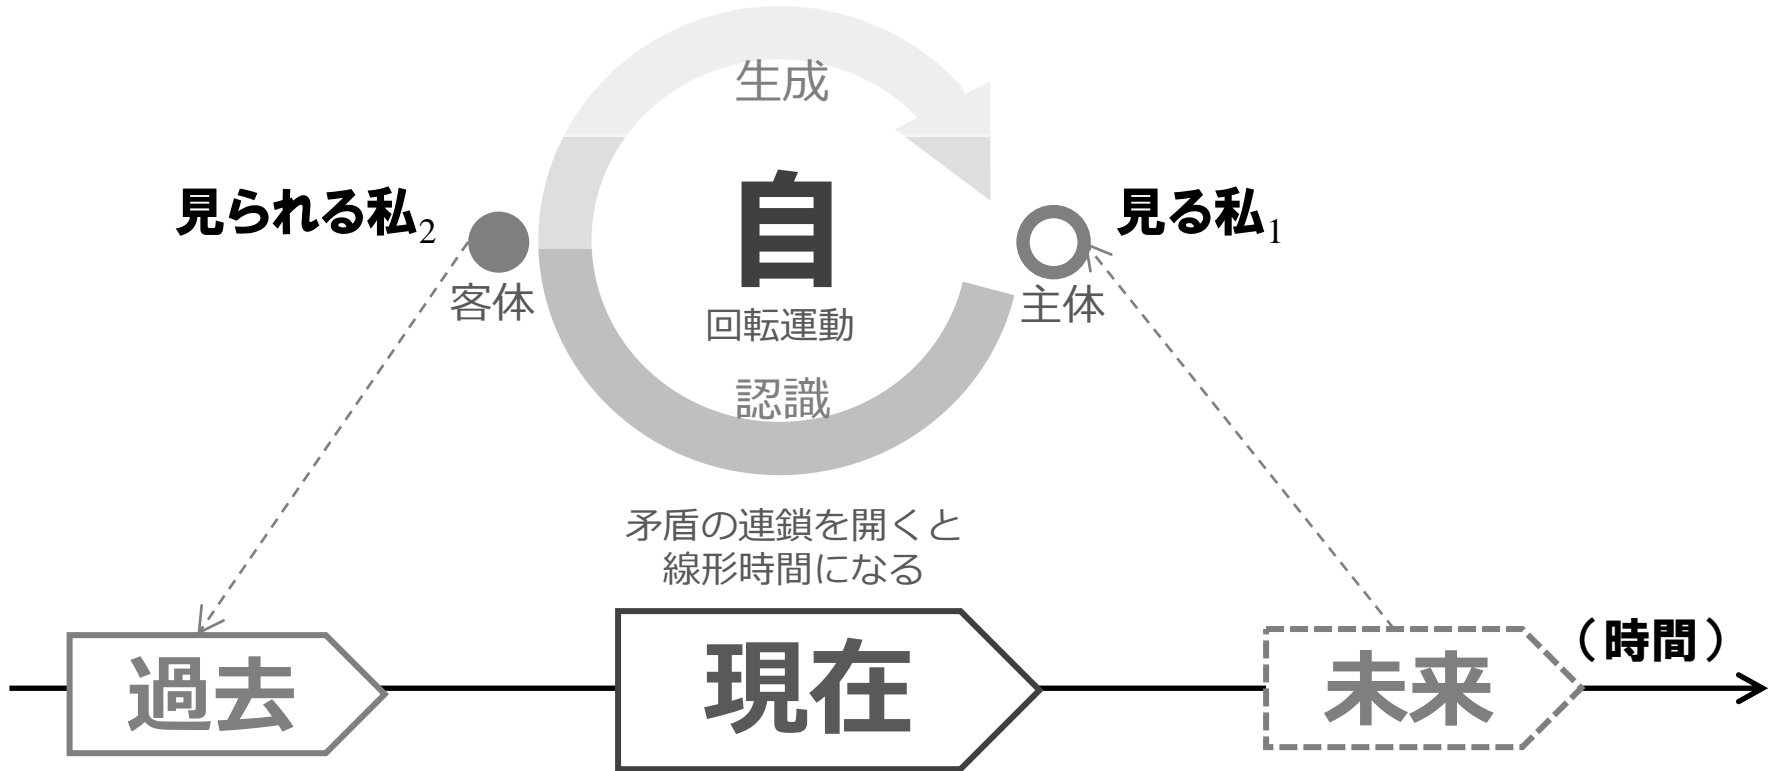 生成
自
回転運動
認識
見られる私2
客体
見る私1
主体
矛盾の連鎖を開くと
線形時間になる
過去
現在
未来
（時間）